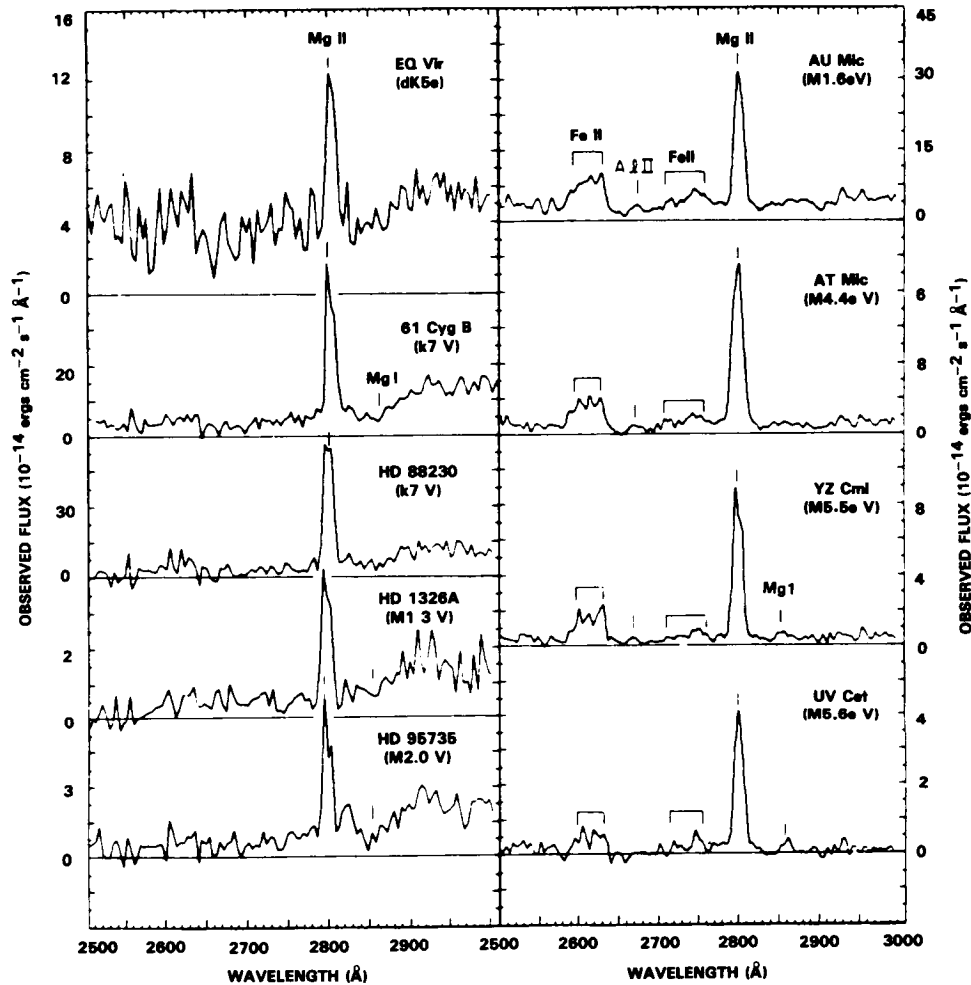 16
12
8
4
0
20
0
30
0
2
0
3
0
OBSERVED FLUX (10⁻¹⁴ ergs cm⁻² s⁻¹ Å⁻¹)
Mg II
EQ Vir
(dK5e)
61 Cyg B
(k7 V)
Mg I
HD 88230
(k7 V)
HD 1326A
(M1 3 V)
HD 95735
(M2.0 V)
2500 2600 2700 2800 2900 2500 2600 2700 2800 2900 3000
WAVELENGTH (Å)
WAVELENGTH (Å)
Mg II
AU Mic
(M1.6eV)
Fe II
A ℓ II
FeII
AT Mic
(M4.4e V)
YZ CmI
(M5.5e V)
Mg1
UV Cet
(M5.6e V)
45
30
15
0
6
8
0
8
4
0
4
2
0
OBSERVED FLUX (10⁻¹⁴ ergs cm⁻² s⁻¹ Å⁻¹)